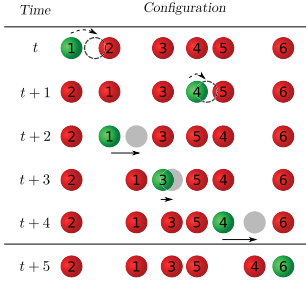 Time Configuration
t 1 2 3 4 5 6
t + 1 2 1 3 4 5 6
t + 2 2 1 3 5 4 6
t + 3 2 1 3 5 4 6
t + 4 2 1 3 5 4 6
t + 5 2 1 3 5 4 6